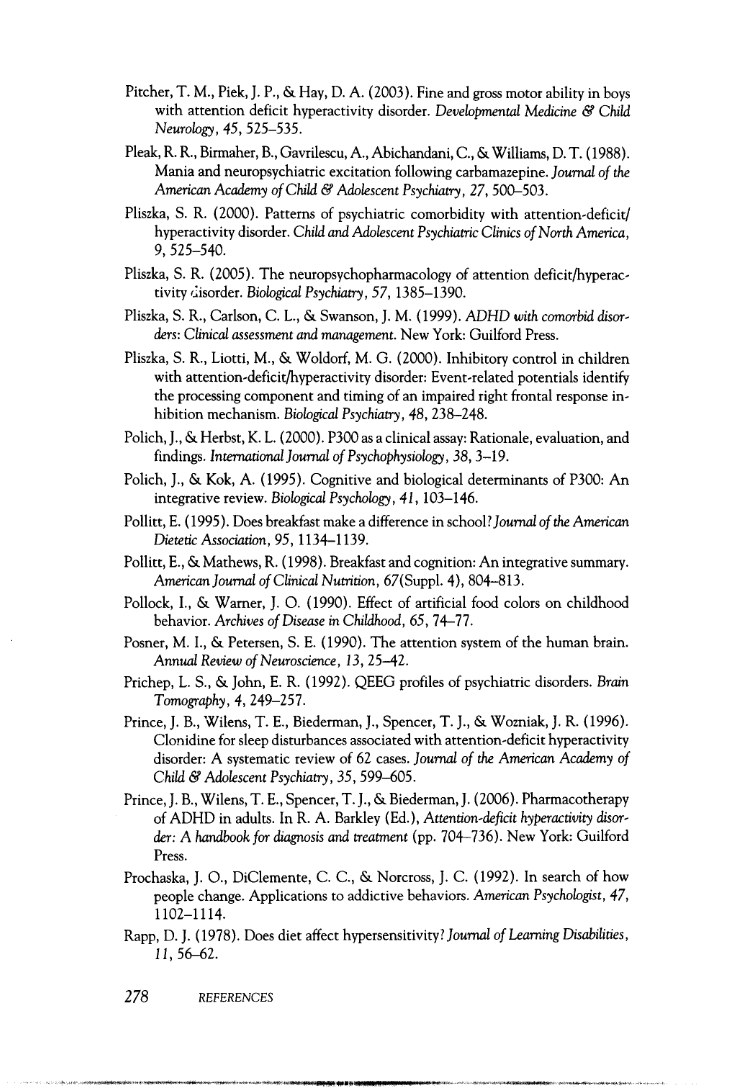 Pitcher, T. M., Piek, J. P., & Hay, D. A. (2003). Fine and gross motor ability in boys
with attention deficit hyperactivity disorder. Developmental Medicine & Child
Neurology, 45, 525–535.
Pleak, R. R., Birmaher, B., Gavrilescu, A., Abichandani, C., & Williams, D. T. (1988).
Mania and neuropsychiatric excitation following carbamazepine. Journal of the
American Academy of Child & Adolescent Psychiatry, 27, 500–503.
Pliszka, S. R. (2000). Patterns of psychiatric comorbidity with attention-deficit/
hyperactivity disorder. Child and Adolescent Psychiatric Clinics of North America,
9, 525–540.
Pliszka, S. R. (2005). The neuropsychopharmacology of attention deficit/hyperac-
tivity disorder. Biological Psychiatry, 57, 1385–1390.
Pliszka, S. R., Carlson, C. L., & Swanson, J. M. (1999). ADHD with comorbid disor-
ders: Clinical assessment and management. New York: Guilford Press.
Pliszka, S. R., Liotti, M., & Woldorf, M. G. (2000). Inhibitory control in children
with attention-deficit/hyperactivity disorder: Event-related potentials identify
the processing component and timing of an impaired right frontal response in-
hibition mechanism. Biological Psychiatry, 48, 238–248.
Polich, J., & Herbst, K. L. (2000). P300 as a clinical assay: Rationale, evaluation, and
findings. International Journal of Psychophysiology, 38, 3–19.
Polich, J., & Kok, A. (1995). Cognitive and biological determinants of P300: An
integrative review. Biological Psychology, 41, 103–146.
Pollitt, E. (1995). Does breakfast make a difference in school? Journal of the American
Dietetic Association, 95, 1134–1139.
Pollitt, E., & Mathews, R. (1998). Breakfast and cognition: An integrative summary.
American Journal of Clinical Nutrition, 67(Suppl. 4), 804–813.
Pollock, I., & Warner, J. O. (1990). Effect of artificial food colors on childhood
behavior. Archives of Disease in Childhood, 65, 74–77.
Posner, M. I., & Petersen, S. E. (1990). The attention system of the human brain.
Annual Review of Neuroscience, 13, 25–42.
Prichep, L. S., & John, E. R. (1992). QEEG profiles of psychiatric disorders. Brain
Tomography, 4, 249–257.
Prince, J. B., Wilens, T. E., Biederman, J., Spencer, T. J., & Wozniak, J. R. (1996).
Clonidine for sleep disturbances associated with attention-deficit hyperactivity
disorder: A systematic review of 62 cases. Journal of the American Academy of
Child & Adolescent Psychiatry, 35, 599–605.
Prince, J. B., Wilens, T. E., Spencer, T. J., & Biederman, J. (2006). Pharmacotherapy
of ADHD in adults. In R. A. Barkley (Ed.), Attention-deficit hyperactivity disor-
der: A handbook for diagnosis and treatment (pp. 704–736). New York: Guilford
Press.
Prochaska, J. O., DiClemente, C. C., & Norcross, J. C. (1992). In search of how
people change. Applications to addictive behaviors. American Psychologist, 47,
1102–1114.
Rapp, D. J. (1978). Does diet affect hypersensitivity? Journal of Learning Disabilities,
11, 56–62.
278 REFERENCES